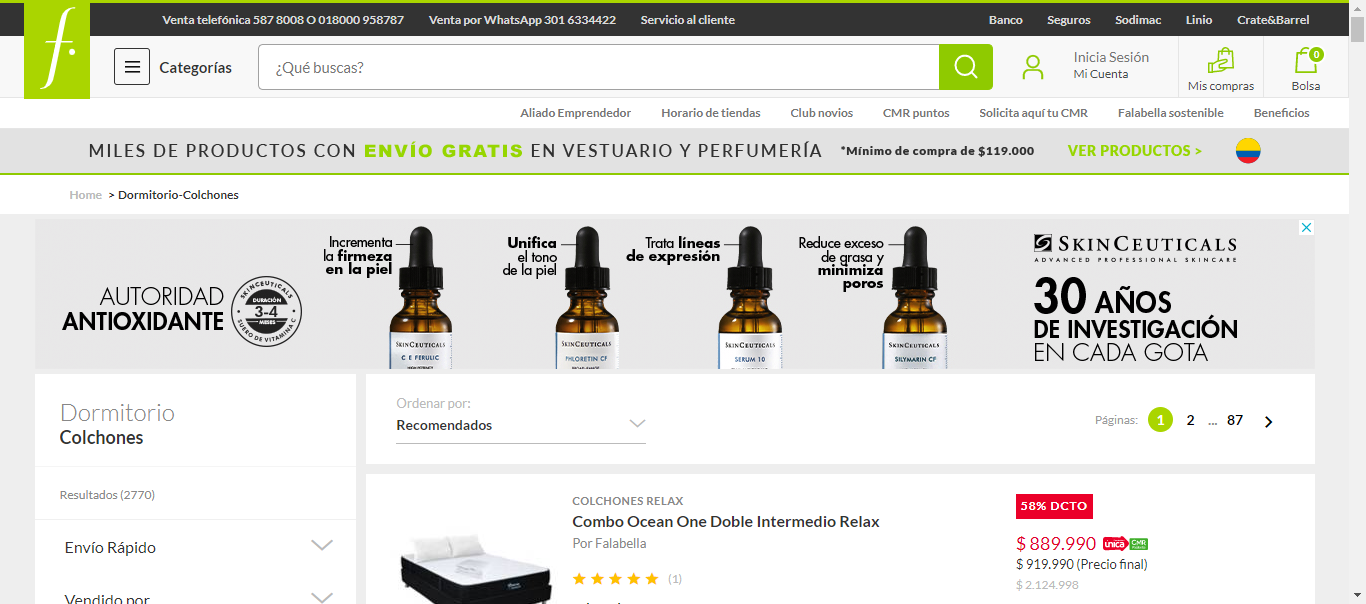 Venta telefónica 587 8008 O 018000 958787
Venta por WhatsApp 301 6334422
Servicio al cliente
Banco
Seguros
Sodimac
Linio
Crate&Barrel
f.
Categorías
¿Qué buscas?
Inicia Sesión
Mi Cuenta
Mis compras
0
Bolsa
Aliado Emprendedor
Horario de tiendas
Club novios
CMR puntos
Solicita aquí tu CMR
Falabella sostenible
Beneficios
MILES DE PRODUCTOS CON ENVÍO GRATIS EN VESTUARIO Y PERFUMERÍA *Mínimo de compra de $119.000 VER PRODUCTOS >
Home > Dormitorio-Colchones
AUTORIDAD
ANTIOXIDANTE
SKINCEUTICALS
DURACIÓN
3-4
MESES
SUERO DE VITAMINA C
Incrementa
la firmeza
en la piel
SKINCEUTICALS
C E FERULIC
Unifica
el tono
de la piel
SKINCEUTICALS
PHLORETIN CF
Trata líneas
de expresión
SKINCEUTICALS
SERUM 10
Reduce exceso
de grasa y
minimiza
poros
SKINCEUTICALS
SILYMARIN CF
SKINCEUTICALS
ADVANCED PROFESSIONAL SKINCARE
30 AÑOS
DE INVESTIGACIÓN
EN CADA GOTA
Dormitorio
Colchones
Resultados (2770)
Envío Rápido
Vendido por
Ordenar por:
Recomendados
Páginas: 1 2 ... 87
COLCHONES RELAX
Combo Ocean One Doble Intermedio Relax
Por Falabella
(1)
58% DCTO
$ 889.990 única CMR
$ 919.990 (Precio final)
$ 2.124.998